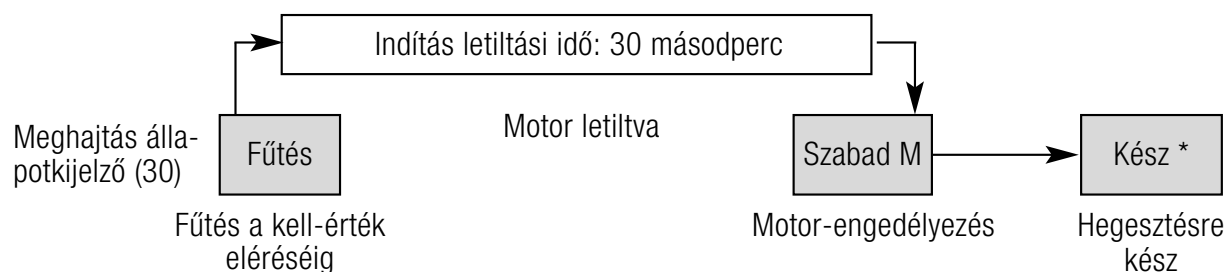 Indítás letiltási idő: 30 másodperc
Motor letiltva
Meghajtás álla-
potkijelző (30)
Fűtés
Szabad M
Kész *
Fűtés a kell-érték
eléréséig
Motor-engedélyezés
Hegesztésre
kész